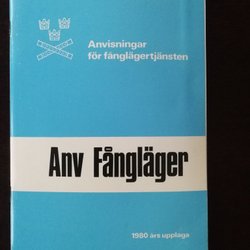 Anvisningar
för fånglägertjänsten
Anv Fångläger
1980 års upplaga